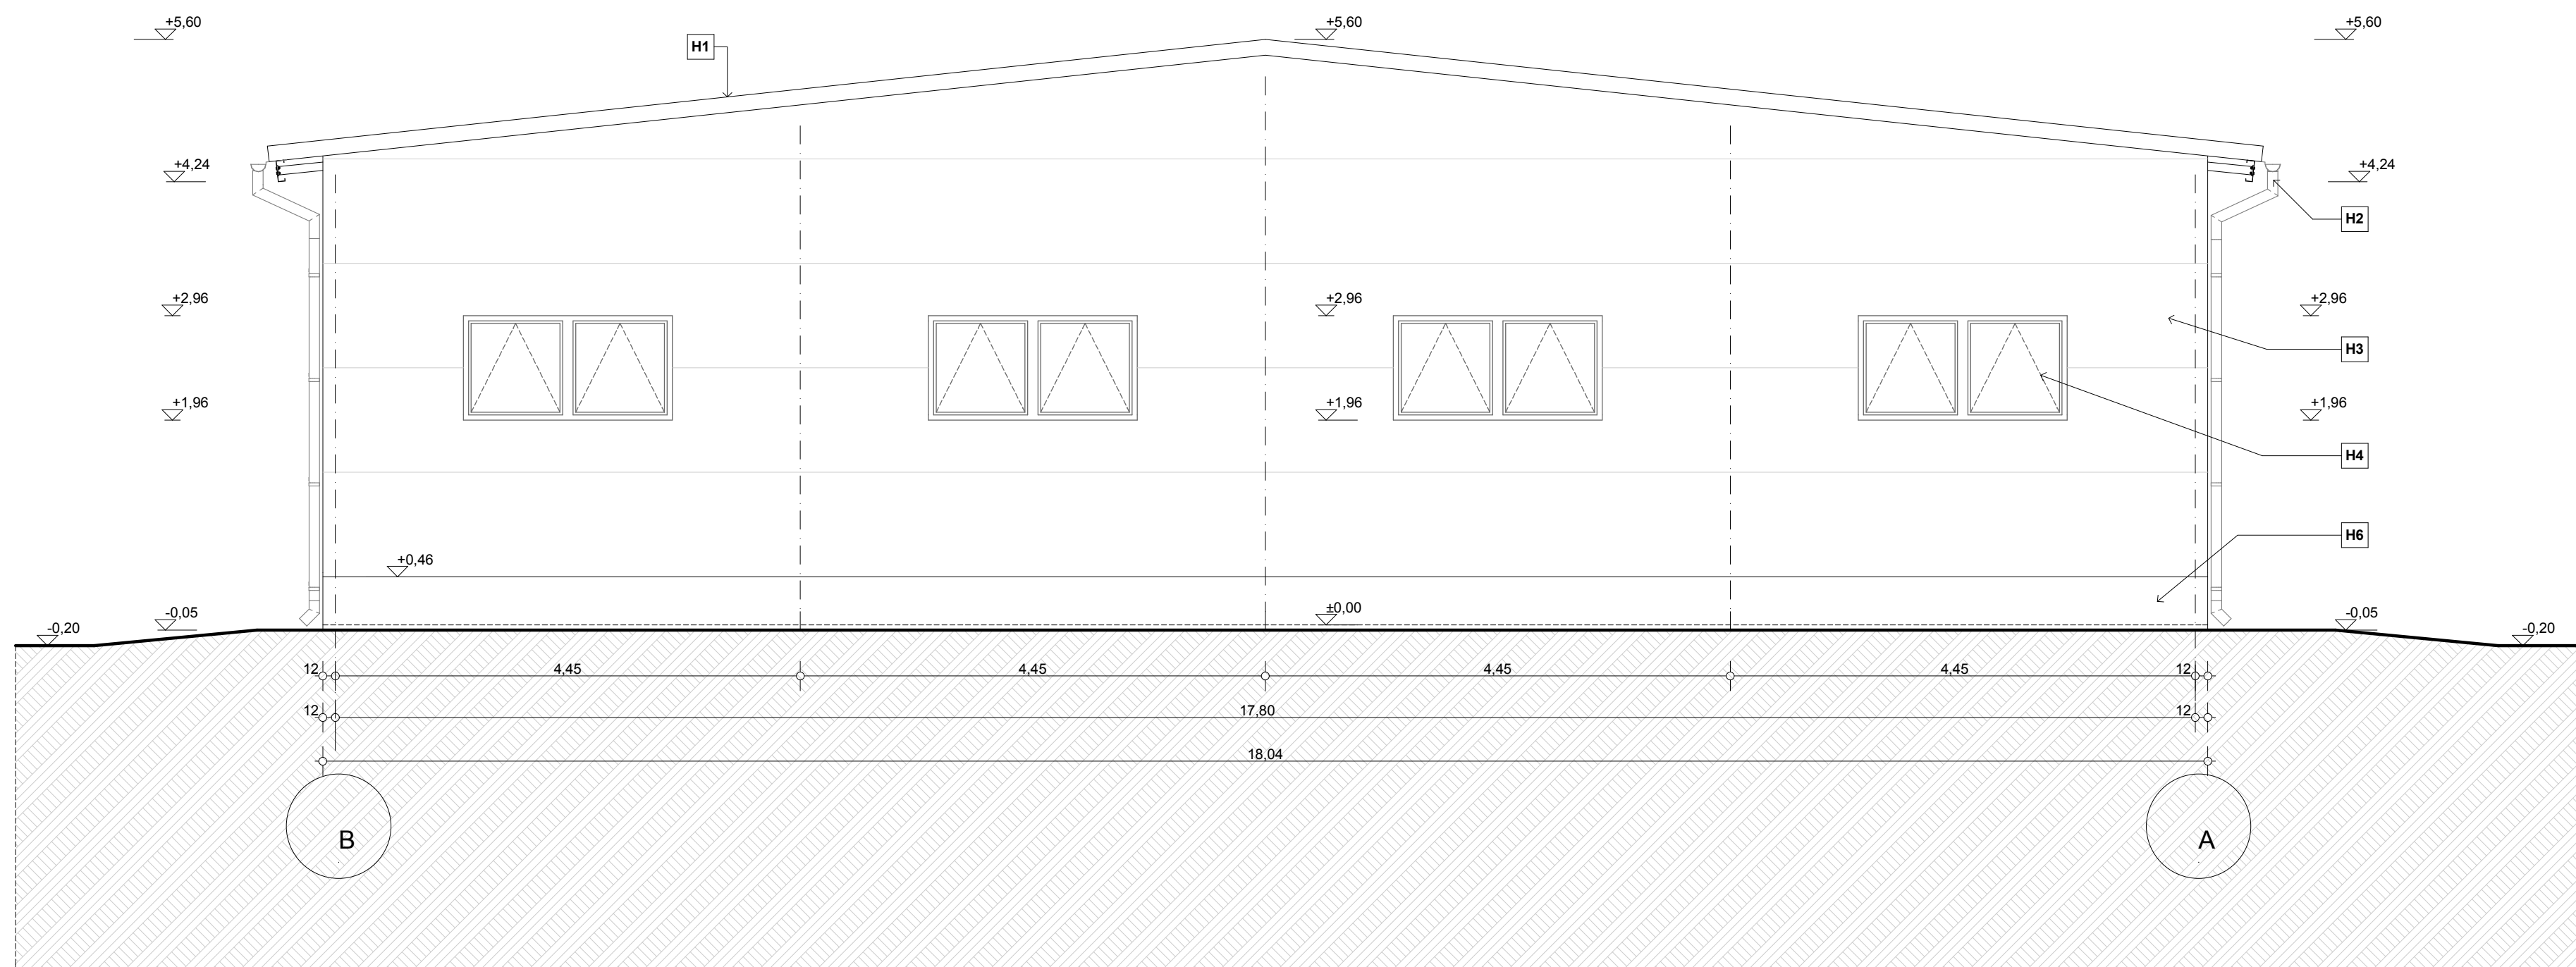 +5,60 +5,60 +5,60
H1
+4,24 +4,24
H2
+2,96 +2,96 +2,96
H3
+1,96 +1,96 +1,96
H4
H6
+0,46
-0,05 ±0,00 -0,05
-0,20 -0,20
12 4,45 4,45 4,45 4,45 12
12 17,80 12
18,04
B A